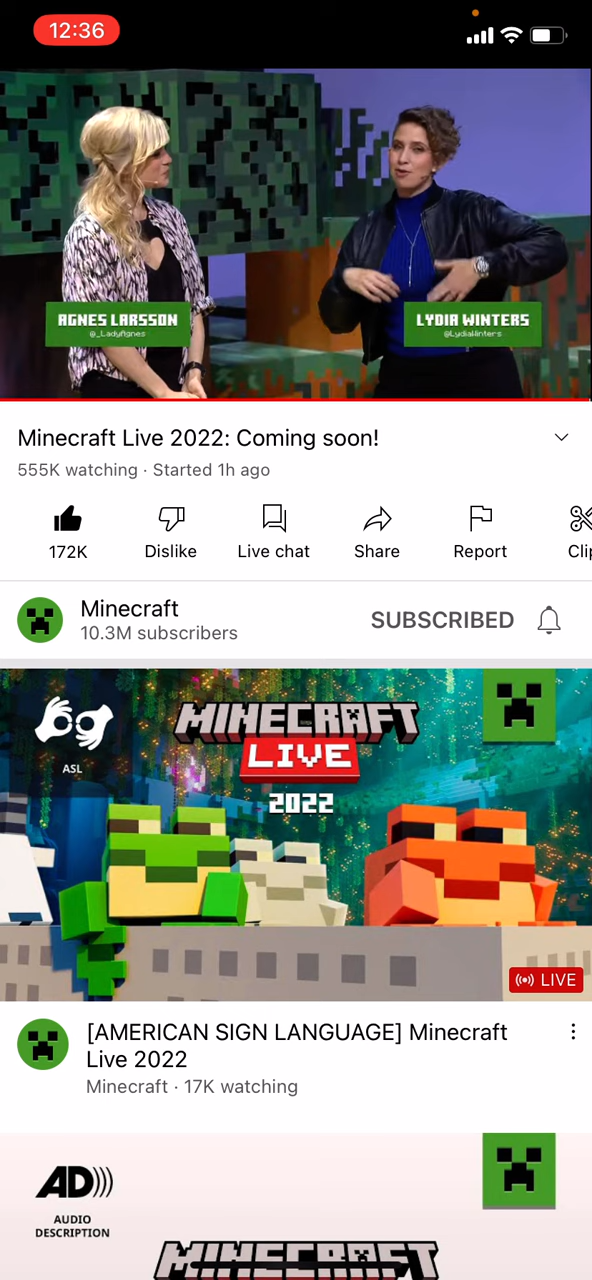 12:36
AGNES LARSSON
@_LadyAgnes
LYDIA WINTERS
@LydiaWinters
Minecraft Live 2022: Coming soon!
555K watching · Started 1h ago
172K
Dislike
Live chat
Share
Report
Clip
Minecraft
10.3M subscribers
SUBSCRIBED
ASL
MINECRAFT
LIVE
2022
LIVE
[AMERICAN SIGN LANGUAGE] Minecraft
Live 2022
Minecraft · 17K watching
AD)))
AUDIO
DESCRIPTION
MINECRAFT